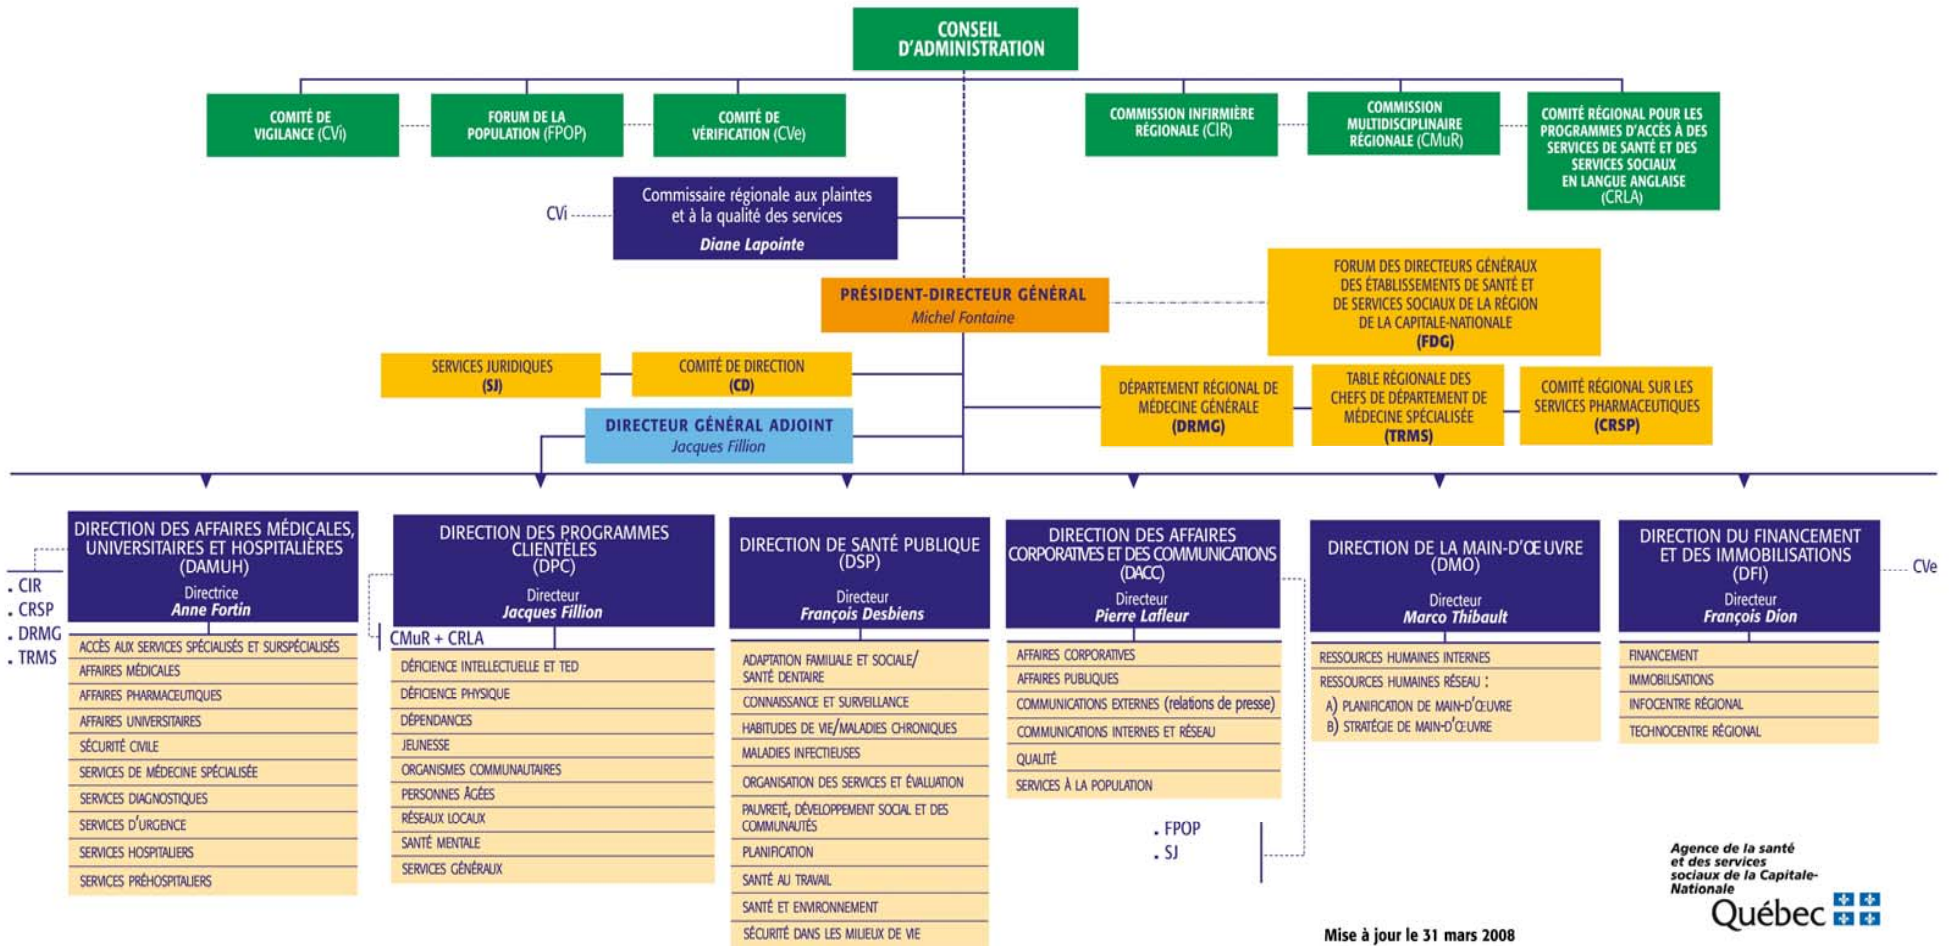 CONSEIL
D'ADMINISTRATION
COMITÉ DE
VIGILANCE (CVi)
FORUM DE LA
POPULATION (FPOP)
COMITÉ DE
VÉRIFICATION (CVe)
COMMISSION INFIRMIÈRE
RÉGIONALE (CIR)
COMMISSION
MULTIDISCIPLINAIRE
RÉGIONALE (CMuR)
COMITÉ RÉGIONAL POUR LES
PROGRAMMES D'ACCÈS À DES
SERVICES DE SANTÉ ET DES
SERVICES SOCIAUX
EN LANGUE ANGLAISE
(CRLA)
CVi
Commissaire régionale aux plaintes
et à la qualité des services
Diane Lapointe
PRÉSIDENT-DIRECTEUR GÉNÉRAL
Michel Fontaine
FORUM DES DIRECTEURS GÉNÉRAUX
DES ÉTABLISSEMENTS DE SANTÉ ET
DE SERVICES SOCIAUX DE LA RÉGION
DE LA CAPITALE-NATIONALE
(FDG)
SERVICES JURIDIQUES
(SJ)
COMITÉ DE DIRECTION
(CD)
DÉPARTEMENT RÉGIONAL DE
MÉDECINE GÉNÉRALE
(DRMG)
TABLE RÉGIONALE DES
CHEFS DE DÉPARTEMENT DE
MÉDECINE SPÉCIALISÉE
(TRMS)
COMITÉ RÉGIONAL SUR LES
SERVICES PHARMACEUTIQUES
(CRSP)
DIRECTEUR GÉNÉRAL ADJOINT
Jacques Fillion
DIRECTION DES AFFAIRES MÉDICALES,
UNIVERSITAIRES ET HOSPITALIÈRES
(DAMUH)
Directrice
Anne Fortin
. CIR
. CRSP
. DRMG
. TRMS
ACCÈS AUX SERVICES SPÉCIALISÉS ET SURSPÉCIALISÉS
AFFAIRES MÉDICALES
AFFAIRES PHARMACEUTIQUES
AFFAIRES UNIVERSITAIRES
SÉCURITÉ CIVILE
SERVICES DE MÉDECINE SPÉCIALISÉE
SERVICES DIAGNOSTIQUES
SERVICES D'URGENCE
SERVICES HOSPITALIERS
SERVICES PRÉHOSPITALIERS
DIRECTION DES PROGRAMMES
CLIENTÈLES
(DPC)
Directeur
Jacques Fillion
CMuR + CRLA
DÉFICIENCE INTELLECTUELLE ET TED
DÉFICIENCE PHYSIQUE
DÉPENDANCES
JEUNESSE
ORGANISMES COMMUNAUTAIRES
PERSONNES ÂGÉES
RÉSEAUX LOCAUX
SANTÉ MENTALE
SERVICES GÉNÉRAUX
DIRECTION DE SANTÉ PUBLIQUE
(DSP)
Directeur
François Desbiens
ADAPTATION FAMILIALE ET SOCIALE/
SANTÉ DENTAIRE
CONNAISSANCE ET SURVEILLANCE
HABITUDES DE VIE/MALADIES CHRONIQUES
MALADIES INFECTIEUSES
ORGANISATION DES SERVICES ET ÉVALUATION
PAUVRETÉ, DÉVELOPPEMENT SOCIAL ET DES
COMMUNAUTÉS
PLANIFICATION
SANTÉ AU TRAVAIL
SANTÉ ET ENVIRONNEMENT
SÉCURITÉ DANS LES MILIEUX DE VIE
DIRECTION DES AFFAIRES
CORPORATIVES ET DES COMMUNICATIONS
(DACC)
Directeur
Pierre Lafleur
AFFAIRES CORPORATIVES
AFFAIRES PUBLIQUES
COMMUNICATIONS EXTERNES (relations de presse)
COMMUNICATIONS INTERNES ET RÉSEAU
QUALITÉ
SERVICES À LA POPULATION
. FPOP
. SJ
DIRECTION DE LA MAIN-D'ŒUVRE
(DMO)
Directeur
Marco Thibault
RESSOURCES HUMAINES INTERNES
RESSOURCES HUMAINES RÉSEAU :
A) PLANIFICATION DE MAIN-D'ŒUVRE
B) STRATÉGIE DE MAIN-D'ŒUVRE
DIRECTION DU FINANCEMENT
ET DES IMMOBILISATIONS
(DFI)
Directeur
François Dion
CVe
FINANCEMENT
IMMOBILISATIONS
INFOCENTRE RÉGIONAL
TECHNOCENTRE RÉGIONAL
Agence de la santé
et des services
sociaux de la Capitale-
Nationale
Québec
Mise à jour le 31 mars 2008